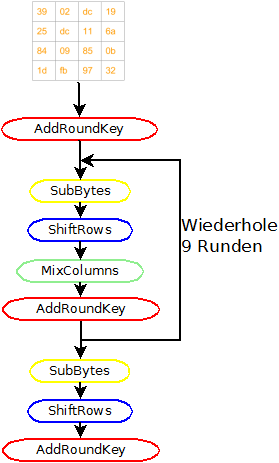 39 02 dc 19
25 dc 11 6a
84 09 85 0b
1d fb 97 32
AddRoundKey
SubBytes
ShiftRows
MixColumns
AddRoundKey
Wiederhole
9 Runden
SubBytes
ShiftRows
AddRoundKey